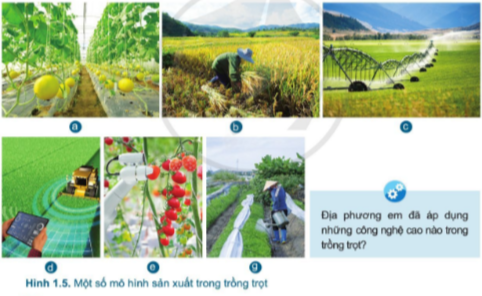 a
b
c
d
e
g
Địa phương em đã áp dụng
những công nghệ cao nào trong
trồng trọt?
Hình 1.5. Một số mô hình sản xuất trong trồng trọt